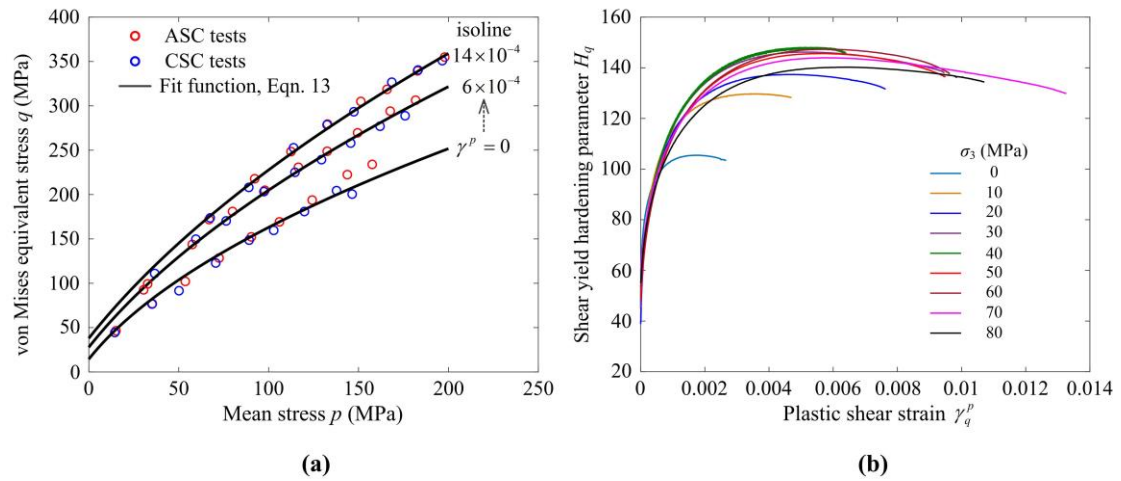 400
350
300
250
200
150
100
50
0
von Mises equivalent stress q (MPa)
ASC tests
CSC tests
Fit function, Eqn. 13
isoline
14×10⁻⁴
6×10⁻⁴
γᵖ = 0
0 50 100 150 200 250
Mean stress p (MPa)
(a)
160
140
120
100
80
60
40
20
Shear yield hardening parameter H_q
σ₃ (MPa)
0
10
20
30
40
50
60
70
80
0 0.002 0.004 0.006 0.008 0.01 0.012 0.014
Plastic shear strain γ_q^p
(b)